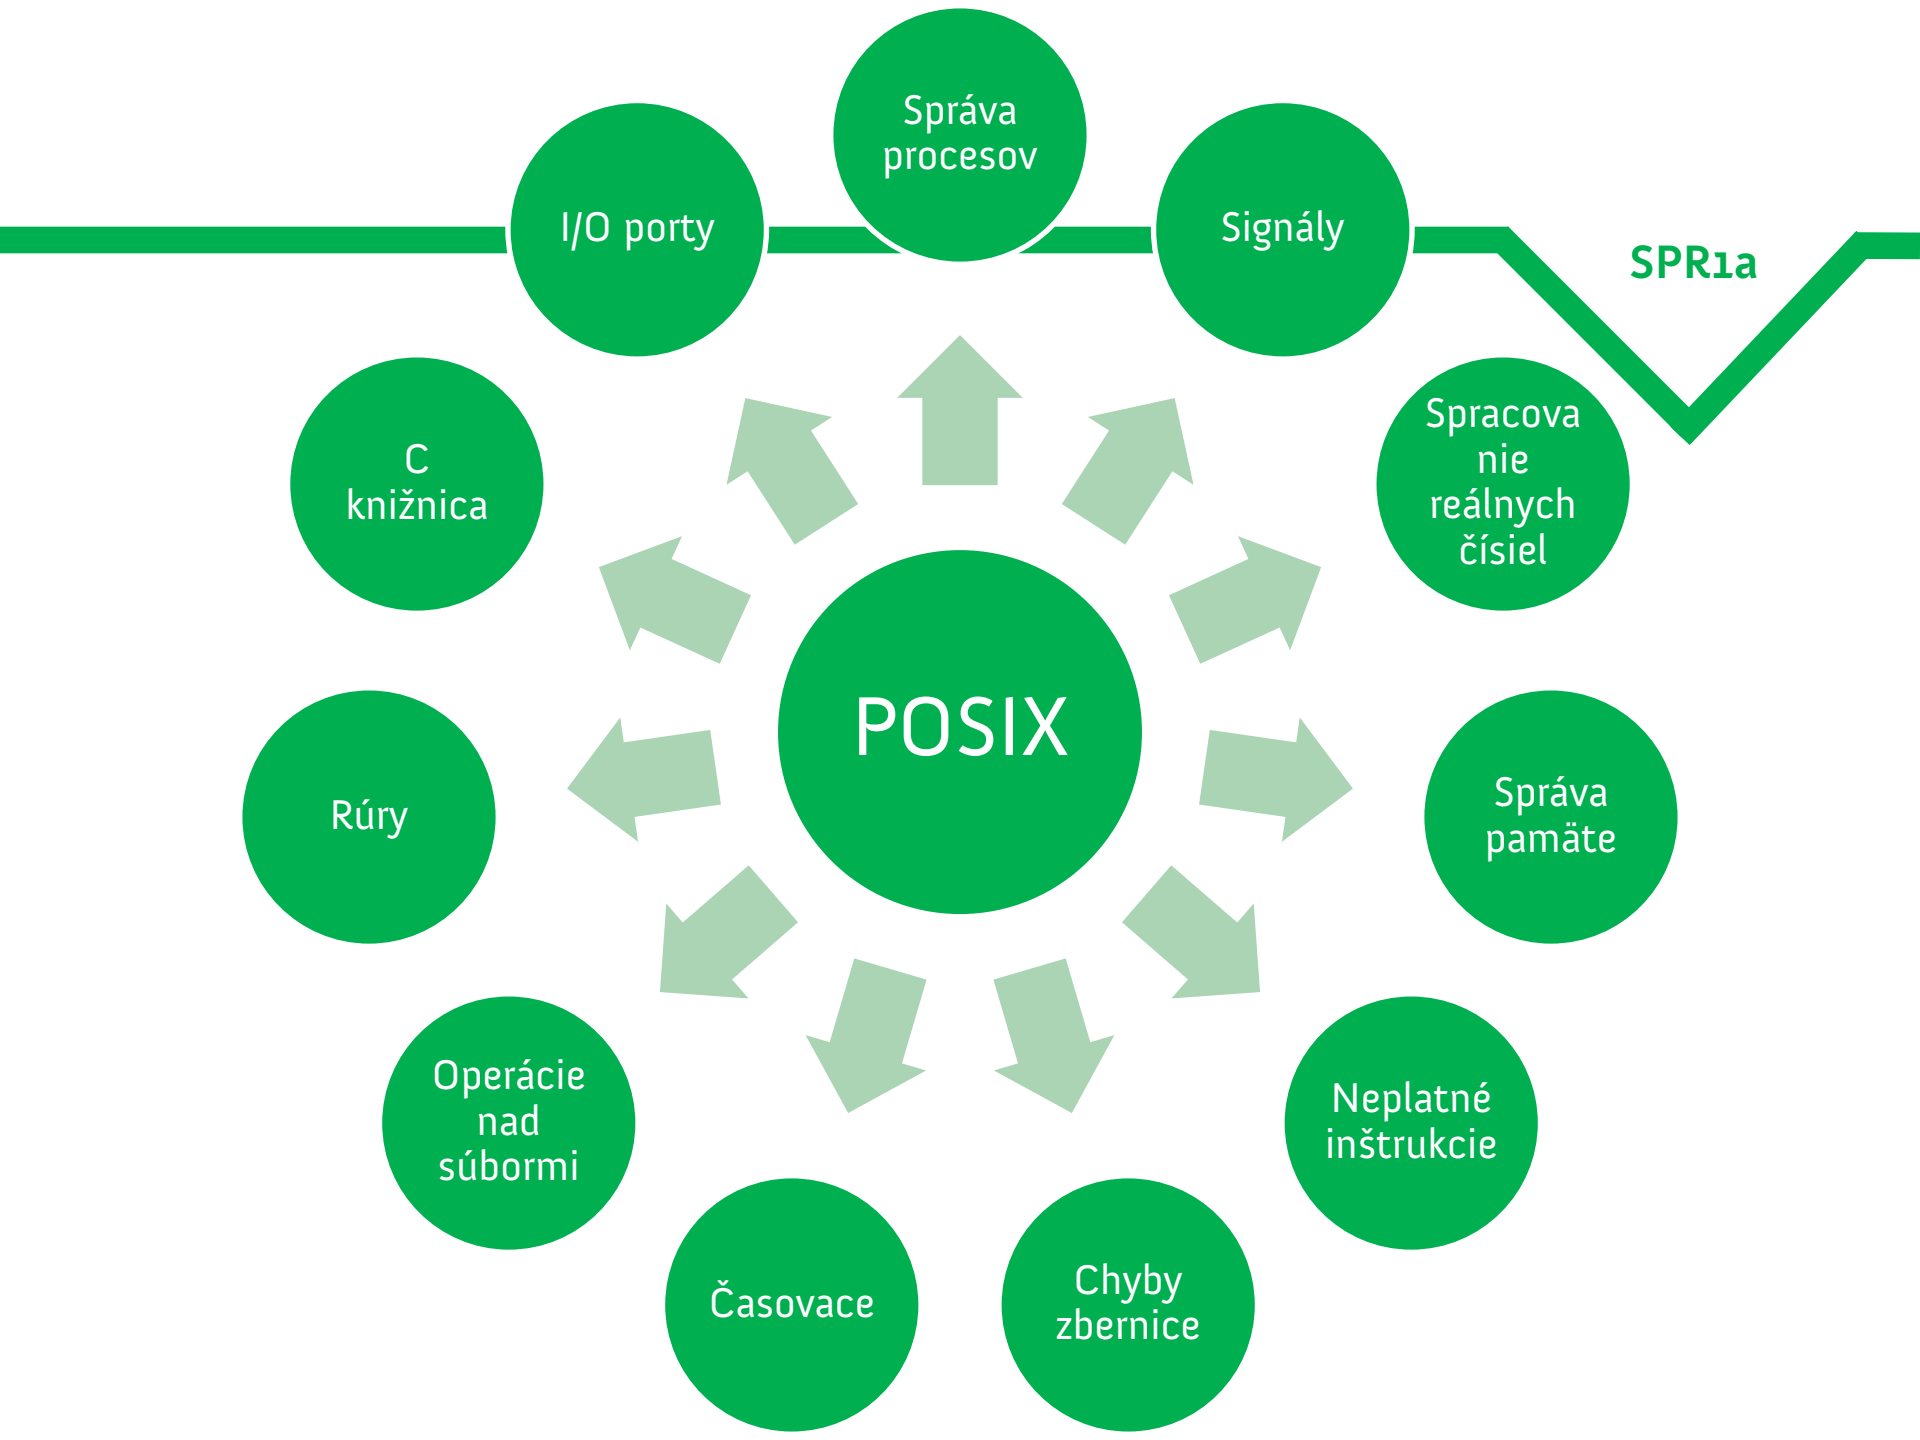 Správa
procesov
Signály
SPR1a
Spracova
nie
reálnych
čísiel
Správa
pamäte
Neplatné
inštrukcie
Chyby
zbernice
Časovace
Operácie
nad
súbormi
Rúry
C
knižnica
I/O porty
POSIX